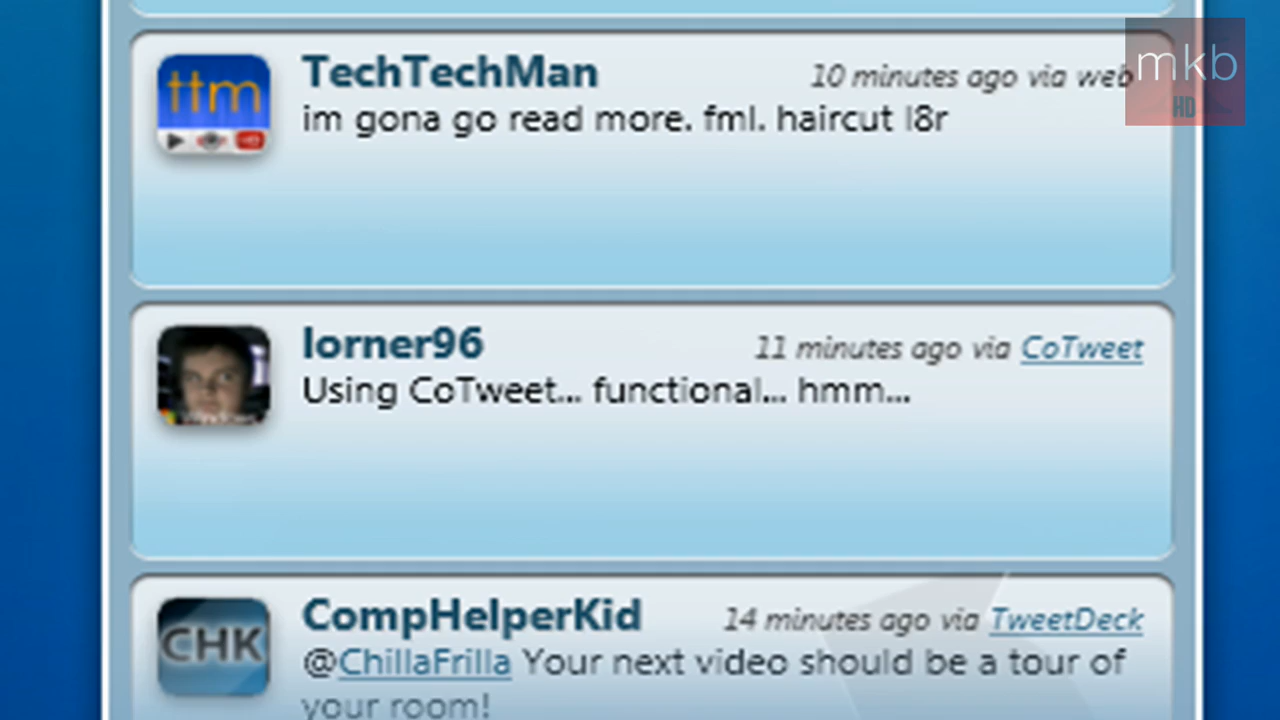 TechTechMan
10 minutes ago via web
mkb
HD
ttm
im gona go read more. fml. haircut l8r
lorner96
11 minutes ago via CoTweet
Using CoTweet... functional... hmm...
CompHelperKid
14 minutes ago via TweetDeck
CHK
@ChillaFrilla Your next video should be a tour of
your room!